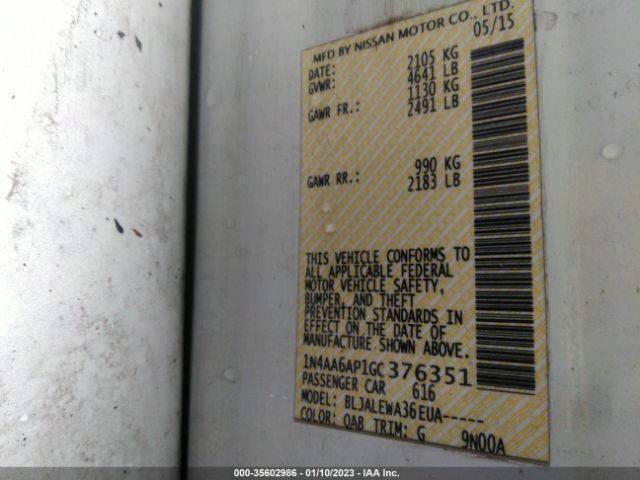 MFD BY NISSAN MOTOR CO., LTD.
DATE: 05/15
GVWR: 2105 KG
4641 LB
GAWR FR.: 1130 KG
2491 LB
GAWR RR.: 990 KG
2183 LB
THIS VEHICLE CONFORMS TO
ALL APPLICABLE FEDERAL
MOTOR VEHICLE SAFETY,
BUMPER, AND THEFT
PREVENTION STANDARDS IN
EFFECT ON THE DATE OF
MANUFACTURE SHOWN ABOVE.
1N4AA6AP1GC376351
PASSENGER CAR 616
MODEL: BLJALEWA36EUA-----
COLOR: QAB TRIM: G 9N00A
000-35602986 - 01/10/2023 - IAA Inc.